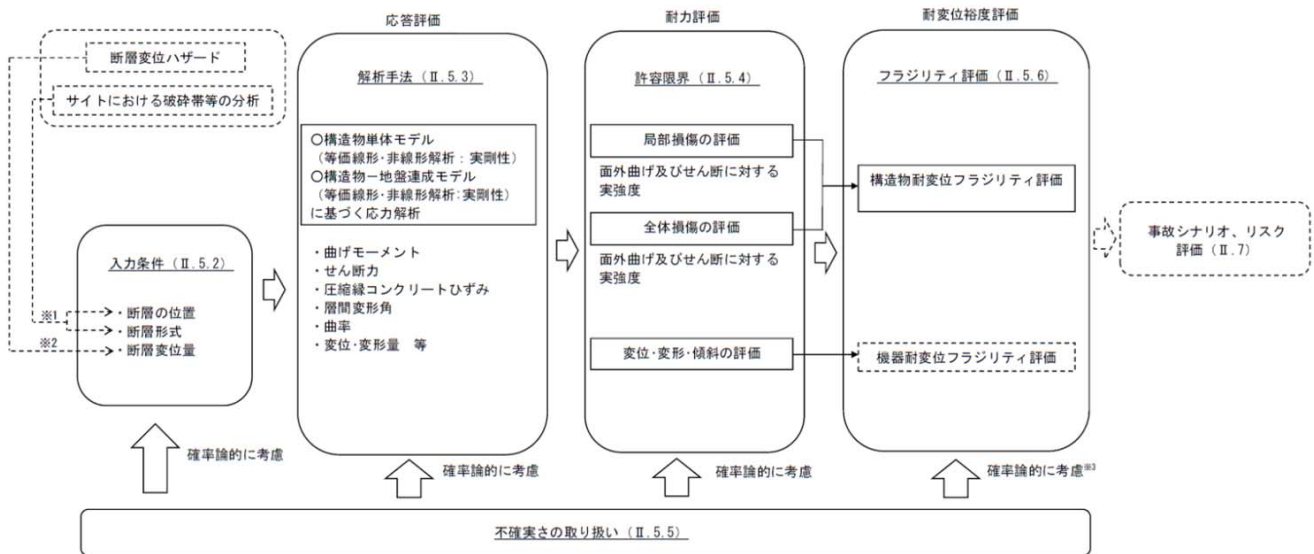 応答評価
耐力評価
耐変位裕度評価
断層変位ハザード
サイトにおける破砕帯等の分析
入力条件（Ⅱ.5.2）
※1
・断層の位置
・断層形式
※2
・断層変位量
解析手法（Ⅱ.5.3）
○構造物単体モデル
（等価線形・非線形解析：実剛性）
○構造物－地盤連成モデル
（等価線形・非線形解析：実剛性）
に基づく応力解析
・曲げモーメント
・せん断力
・圧縮縁コンクリートひずみ
・層間変形角
・曲率
・変位・変形量　等
許容限界（Ⅱ.5.4）
局部損傷の評価
面外曲げ及びせん断に対する
実強度
全体損傷の評価
面外曲げ及びせん断に対する
実強度
変位・変形・傾斜の評価
フラジリティ評価（Ⅱ.5.6）
構造物耐変位フラジリティ評価
機器耐変位フラジリティ評価
事故シナリオ、リスク
評価（Ⅱ.7）
確率論的に考慮
確率論的に考慮
確率論的に考慮
確率論的に考慮※3
不確実さの取り扱い（Ⅱ.5.5）